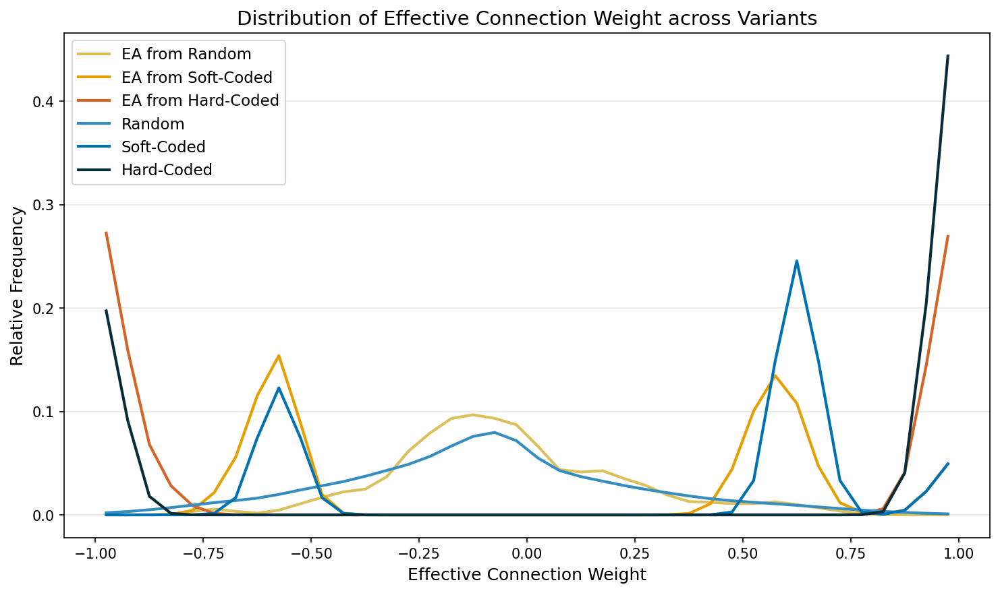 Distribution of Effective Connection Weight across Variants
EA from Random
EA from Soft-Coded
EA from Hard-Coded
Random
Soft-Coded
Hard-Coded
Relative Frequency
0.4
0.3
0.2
0.1
0.0
−1.00 −0.75 −0.50 −0.25 0.00 0.25 0.50 0.75 1.00
Effective Connection Weight